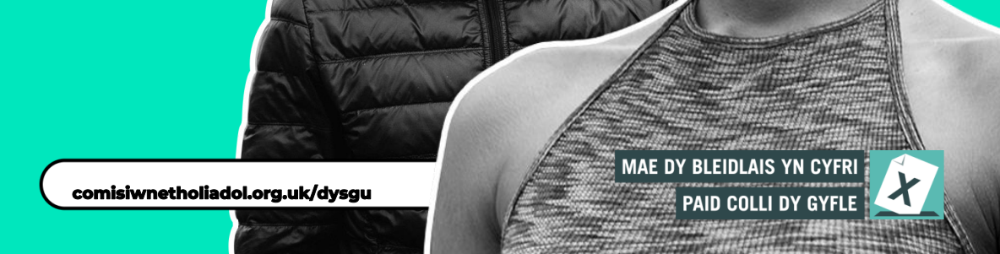 comisiwnetholiadol.org.uk/dysgu
MAE DY BLEIDLAIS YN CYFRI
PAID COLLI DY GYFLE
X